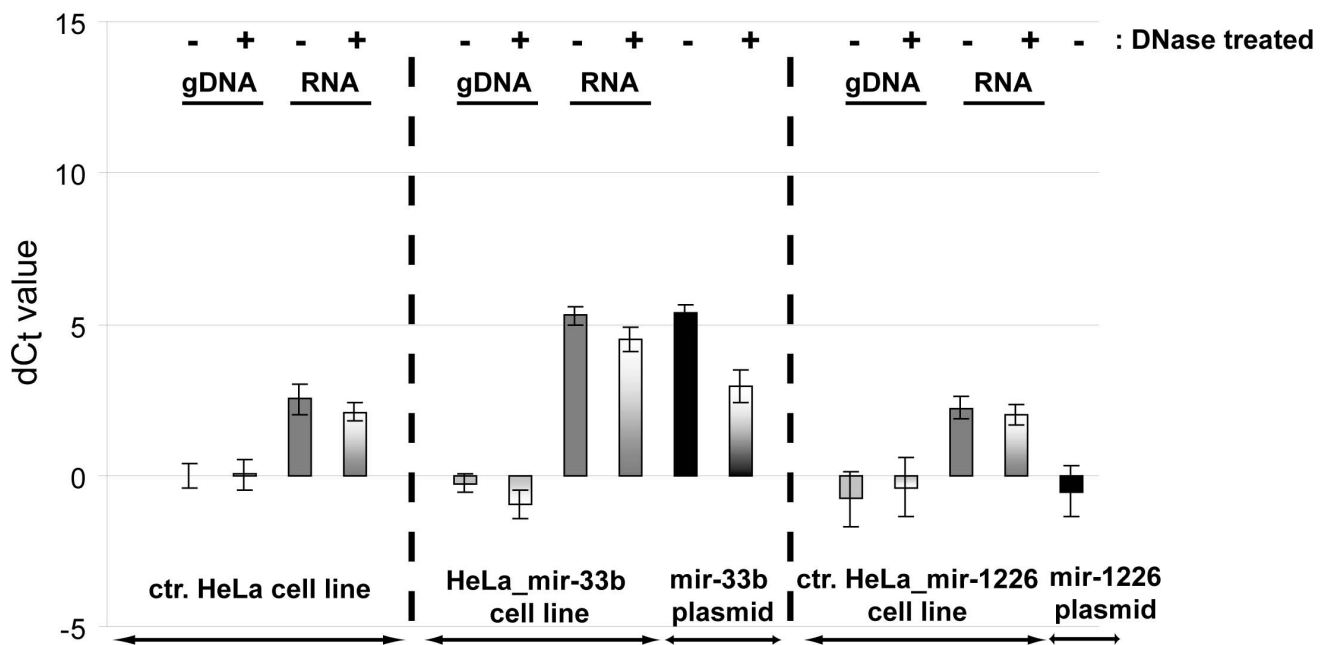 15
- + - + - + - + - + - + - + - : DNase treated
gDNA RNA gDNA RNA gDNA RNA
10
dCt value
5
0
ctr. HeLa cell line
HeLa_mir-33b
cell line
mir-33b
plasmid
ctr. HeLa_mir-1226
cell line
mir-1226
plasmid
-5